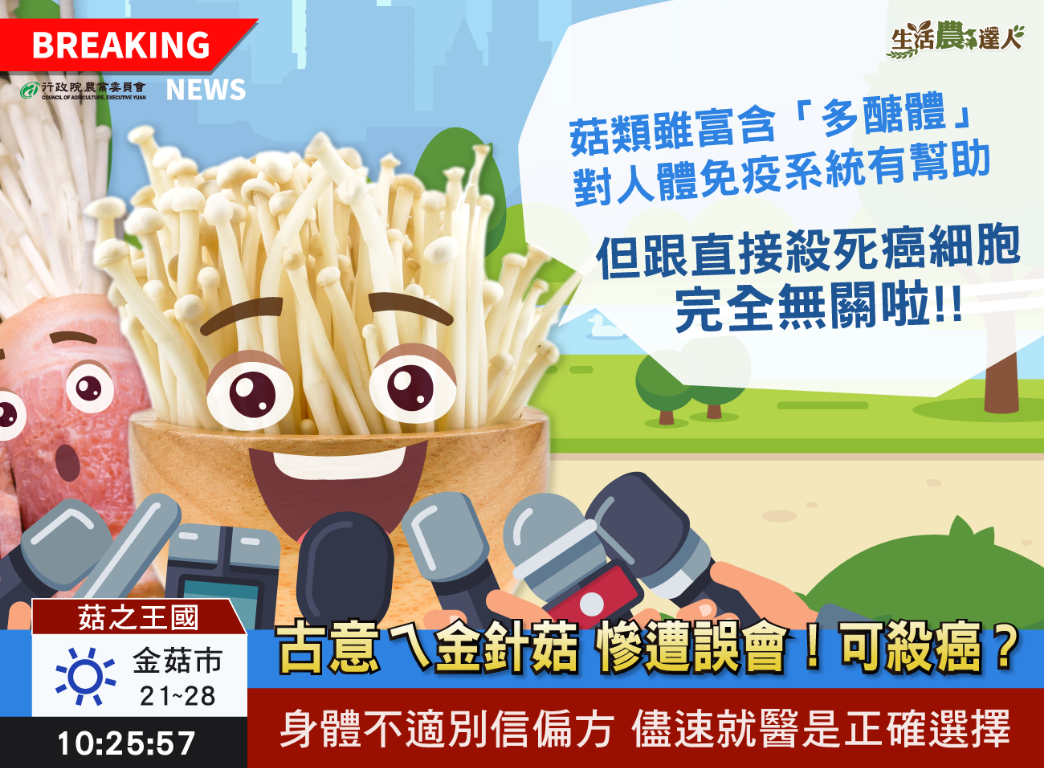 BREAKING
NEWS
行政院農業委員會
COUNCIL OF AGRICULTURE, EXECUTIVE YUAN
生活農達人
菇類雖富含「多醣體」
對人體免疫系統有幫助
但跟直接殺死癌細胞
完全無關啦!!
菇之王國
金菇市
21~28
10:25:57
古意ㄟ金針菇 慘遭誤會！可殺癌？
身體不適別信偏方 儘速就醫是正確選擇